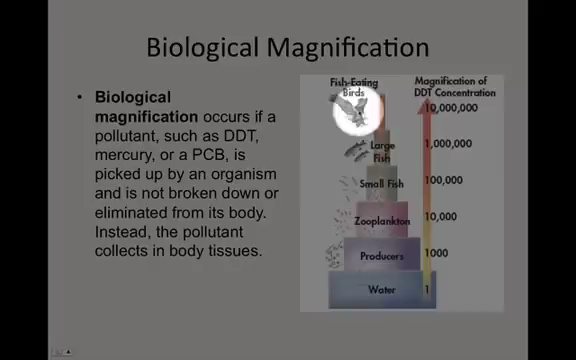 Biological Magnification
• Biological
magnification occurs if a
pollutant, such as DDT,
mercury, or a PCB, is
picked up by an organism
and is not broken down or
eliminated from its body.
Instead, the pollutant
collects in body tissues.
Fish-Eating
Birds
Magnification of
DDT Concentration
10,000,000
Large
Fish
1,000,000
Small Fish
100,000
Zooplankton
10,000
Producers
1000
Water
1